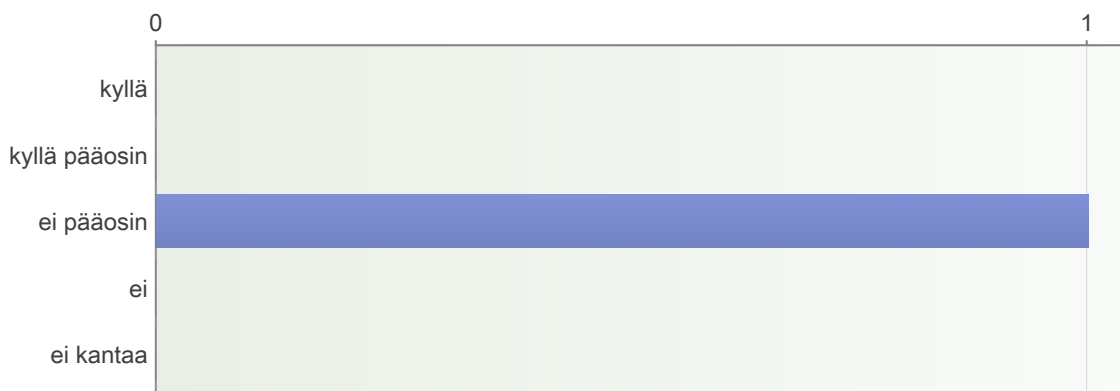 0 1
kyllä
kyllä pääosin
ei pääosin
ei
ei kantaa